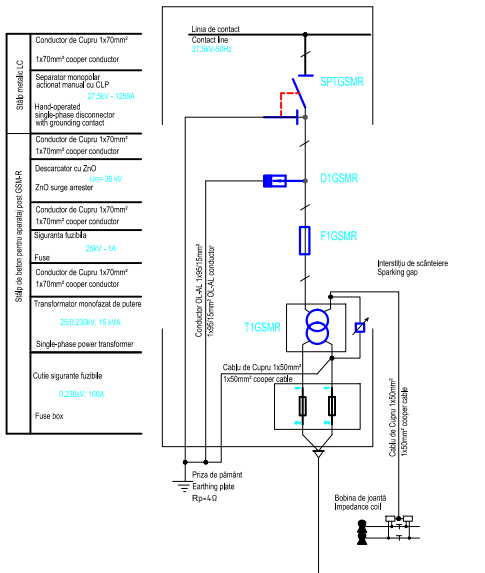 Stâlp metalic LC
Conductor de Cupru 1x70mm²
1x70mm² cooper conductor
Separator monopolar
actionat manual cu CLP
27,5kV - 1250A
Hand-operated
single-phase disconnector
with grounding contact
Stâlp de beton pentru aparataj post GSM-R
Conductor de Cupru 1x70mm²
1x70mm² cooper conductor
Descarcator cu ZnO
Un= 36 kV
ZnO surge arrester
Conductor de Cupru 1x70mm²
1x70mm² cooper conductor
Siguranta fuzibila
25kV - 1A
Fuse
Conductor de Cupru 1x70mm²
1x70mm² cooper conductor
Transformator monofazat de putere
25/0,230kV, 15 kVA
Single-phase power transformer
Cutie sigurante fuzibile
0,230kV, 100A
Fuse box
Linia de contact
Contact line
27.5kV-50Hz
SPTGSMR
D1GSMR
F1GSMR
T1GSMR
Conductor OL-AL 1x95/15mm²
1x95/15mm² OL-AL conductor
Interstițiu de scânteiere
Sparking gap
Cablu de Cupru 1x50mm²
1x50mm² cooper cable
Cablu de Cupru 1x50mm²
1x50mm² cooper cable
Priza de pământ
Earthing plate
Rp<4Ω
Bobina de joantă
Impedance coil